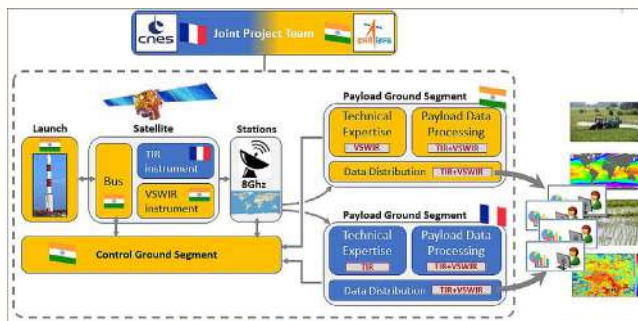 cnes
Joint Project Team
इसरो isro
Launch
Satellite
Stations
Bus
TIR
instrument
VSWIR
instrument
8Ghz
Control Ground Segment
Payload Ground Segment
Technical
Expertise
VSWIR
Payload Data
Processing
TIR+VSWIR
Data Distribution TIR+VSWIR
Payload Ground Segment
Technical
Expertise
TIR
Payload Data
Processing
TIR+VSWIR
Data Distribution TIR+VSWIR